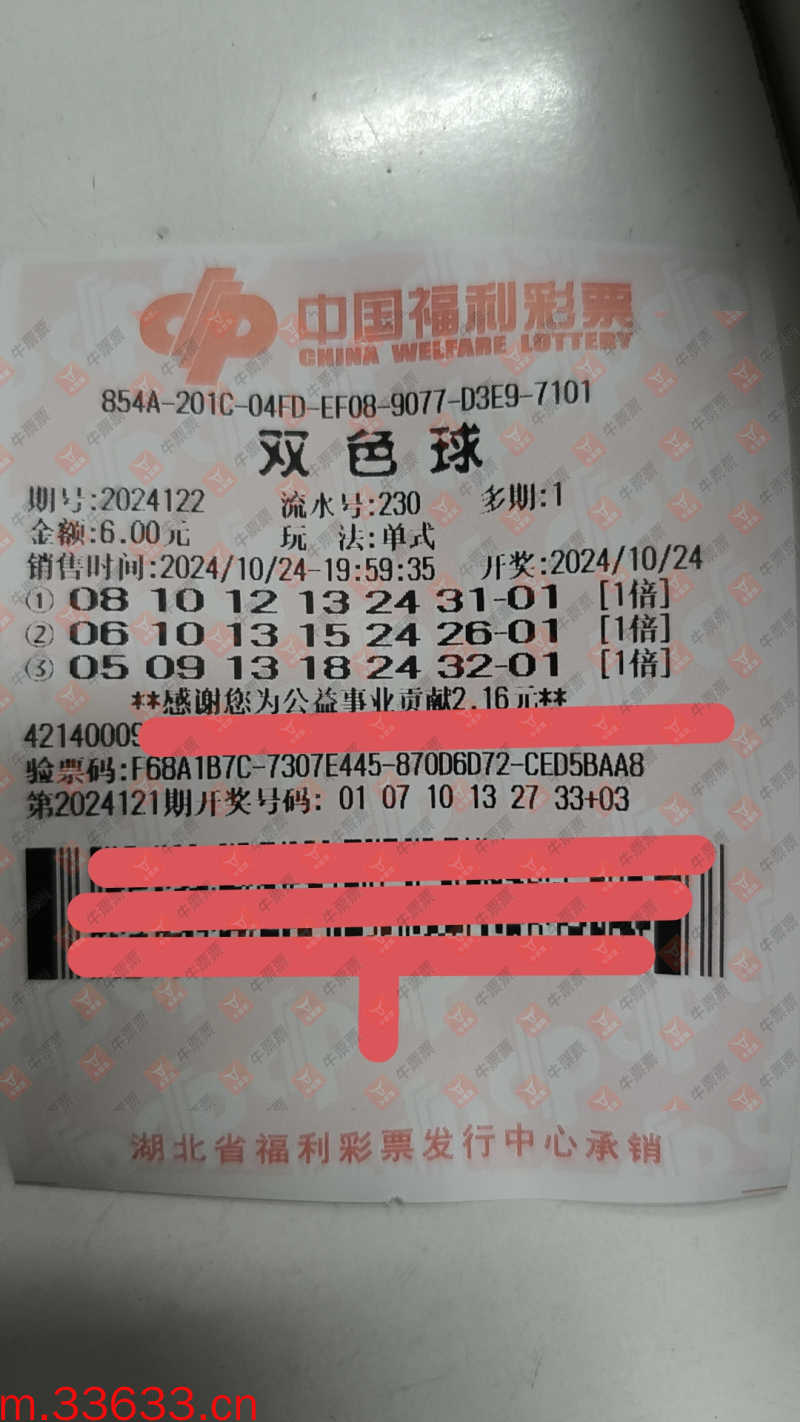 中国福利彩票
CHINA WELFARE LOTTERY
854A-201C-04FD-EF08-9077-D3E9-7101
双色球
期号:2024122 流水号:230 多期:1
金额:6.00元 玩 法:单式
销售时间:2024/10/24-19:59:35 开奖:2024/10/24
① 08 10 12 13 24 31-01 [1倍]
② 06 10 13 15 24 26-01 [1倍]
③ 05 09 13 18 24 32-01 [1倍]
**感谢您为公益事业贡献2.16元**
42140009
验票码:F68A1B7C-7307E445-870D6D72-CED5BAA8
第2024121期开奖号码: 01 07 10 13 27 33+03
湖北省福利彩票发行中心承销
m.33633.cn